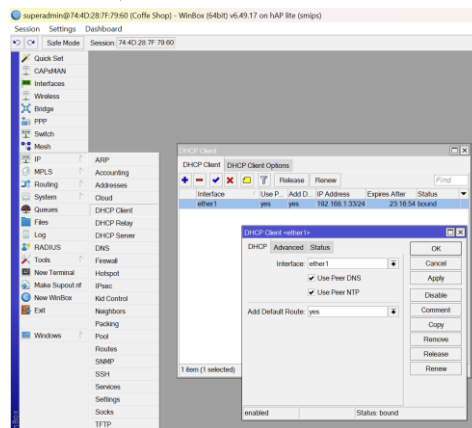 superadmin@74:4D:28:7F:79:60 (Coffe Shop) - WinBox (64bit) v6.49.17 on hAP lite (smips)
Session Settings Dashboard
Safe Mode Session: 74:4D:28:7F:79:60
Quick Set
CAPsMAN
Interfaces
Wireless
Bridge
PPP
Switch
Mesh
IP
MPLS
Routing
System
Queues
Files
Log
RADIUS
Tools
New Terminal
Make Supout.rif
New WinBox
Exit
Windows
ARP
Accounting
Addresses
Cloud
DHCP Client
DHCP Relay
DHCP Server
DNS
Firewall
Hotspot
IPsec
Kid Control
Neighbors
Packing
Pool
Routes
SNMP
SSH
Services
Settings
Socks
TFTP
DHCP Client
DHCP Client DHCP Client Options
Release Renew Find
Interface Use P... Add D... IP Address Expires After Status
ether1 yes yes 192.168.1.33/24 23:16:54 bound
1 item (1 selected)
DHCP Client <ether1>
DHCP Advanced Status
Interface: ether1
Use Peer DNS
Use Peer NTP
Add Default Route: yes
OK
Cancel
Apply
Disable
Comment
Copy
Remove
Release
Renew
enabled Status: bound